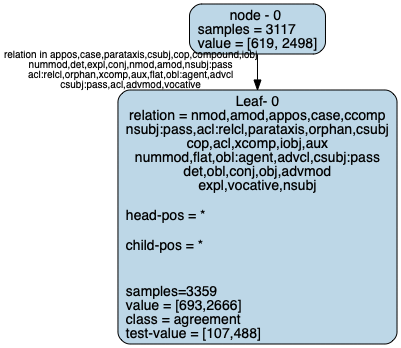 node - 0
samples = 3117
value = [619, 2498]
relation in appos,case,parataxis,csubj,cop,compound,iobj
nummod,det,expl,conj,nmod,amod,nsubj:pass
acl:relcl,orphan,xcomp,aux,flat,obl:agent,advcl
csubj:pass,acl,advmod,vocative
Leaf- 0
relation = nmod,amod,appos,case,ccomp
nsubj:pass,acl:relcl,parataxis,orphan,csubj
cop,acl,xcomp,iobj,aux
nummod,flat,obl:agent,advcl,csubj:pass
det,obl,conj,obj,advmod
expl,vocative,nsubj
head-pos = *
child-pos = *
samples=3359
value = [693,2666]
class = agreement
test-value = [107,488]